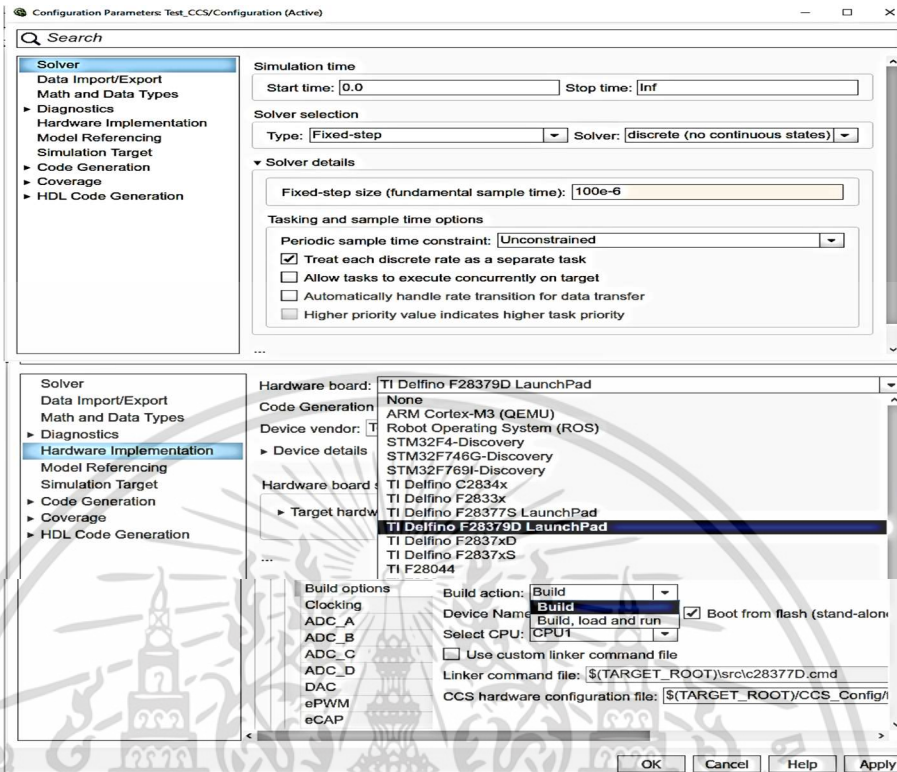 Configuration Parameters: Test_CCS/Configuration (Active)
Search
Solver
Data Import/Export
Math and Data Types
Diagnostics
Hardware Implementation
Model Referencing
Simulation Target
Code Generation
Coverage
HDL Code Generation
Simulation time
Start time: 0.0 Stop time: Inf
Solver selection
Type: Fixed-step Solver: discrete (no continuous states)
Solver details
Fixed-step size (fundamental sample time): 100e-6
Tasking and sample time options
Periodic sample time constraint: Unconstrained
Treat each discrete rate as a separate task
Allow tasks to execute concurrently on target
Automatically handle rate transition for data transfer
Higher priority value indicates higher task priority
...
Solver
Data Import/Export
Math and Data Types
Diagnostics
Hardware Implementation
Model Referencing
Simulation Target
Code Generation
Coverage
HDL Code Generation
Hardware board: TI Delfino F28379D LaunchPad
Code Generation
Device vendor: T
Device details
Hardware board s
Target hardw
...
None
ARM Cortex-M3 (QEMU)
Robot Operating System (ROS)
STM32F4-Discovery
STM32F746G-Discovery
STM32F769I-Discovery
TI Delfino C2834x
TI Delfino F2833x
TI Delfino F28377S LaunchPad
TI Delfino F28379D LaunchPad
TI Delfino F2837xD
TI Delfino F2837xS
TI F28044
Build options
Clocking
ADC_A
ADC_B
ADC_C
ADC_D
DAC
ePWM
eCAP
Build action: Build
Build
Build, load and run
Device Name
Boot from flash (stand-alone
Select CPU: CPU1
Use custom linker command file
Linker command file: $(TARGET_ROOT)\src\c28377D.cmd
CCS hardware configuration file: $(TARGET_ROOT)/CCS_Config/
OK Cancel Help Apply